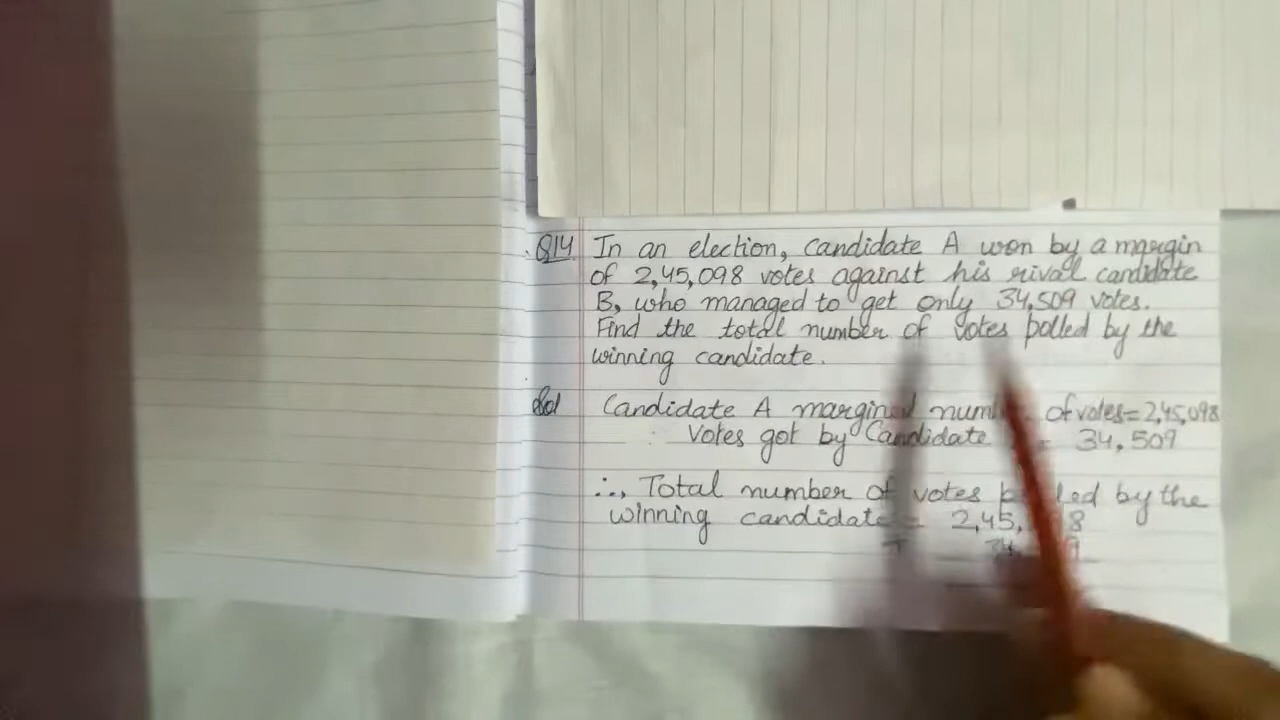 Q14 In an election, candidate A won by a margin
of 2,45,098 votes against his rival candidate
B, who managed to get only 34,509 votes.
Find the total number of votes polled by the
winning candidate.
Sol Candidate A margined of votes=2,45,098
Votes got by Candidate = 34,509
∴, Total number of votes by the
winning candidate = 2,45,
+